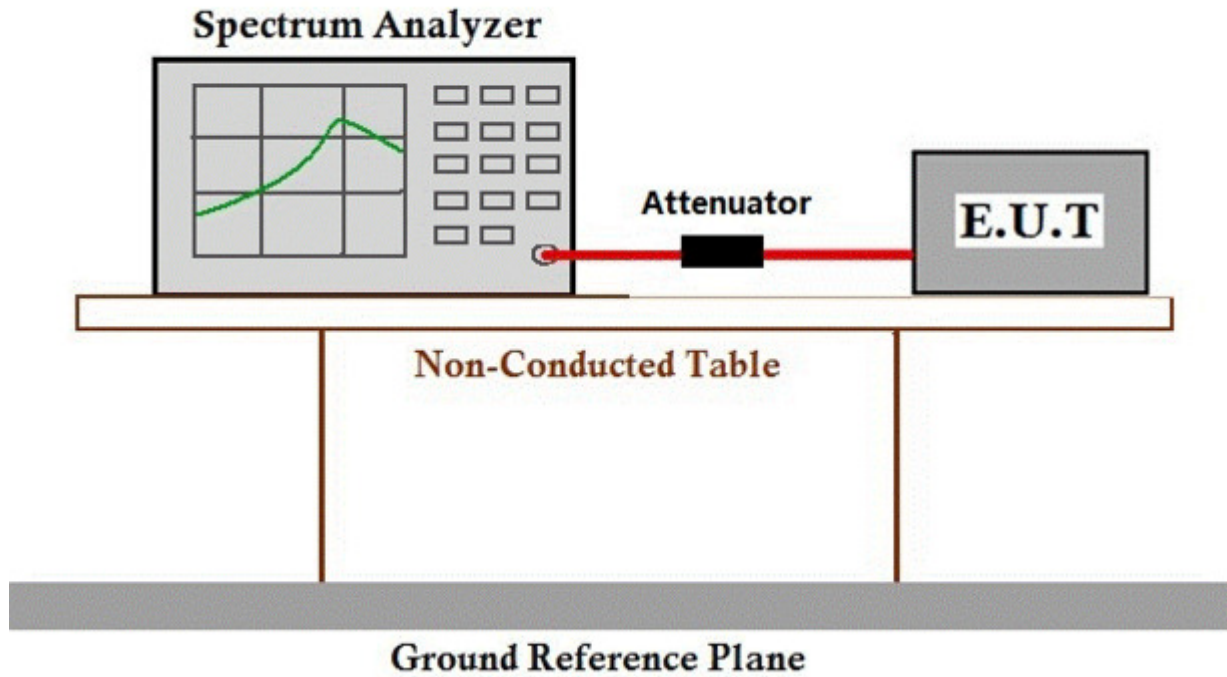 Spectrum Analyzer
Attenuator
E.U.T
Non-Conducted Table
Ground Reference Plane